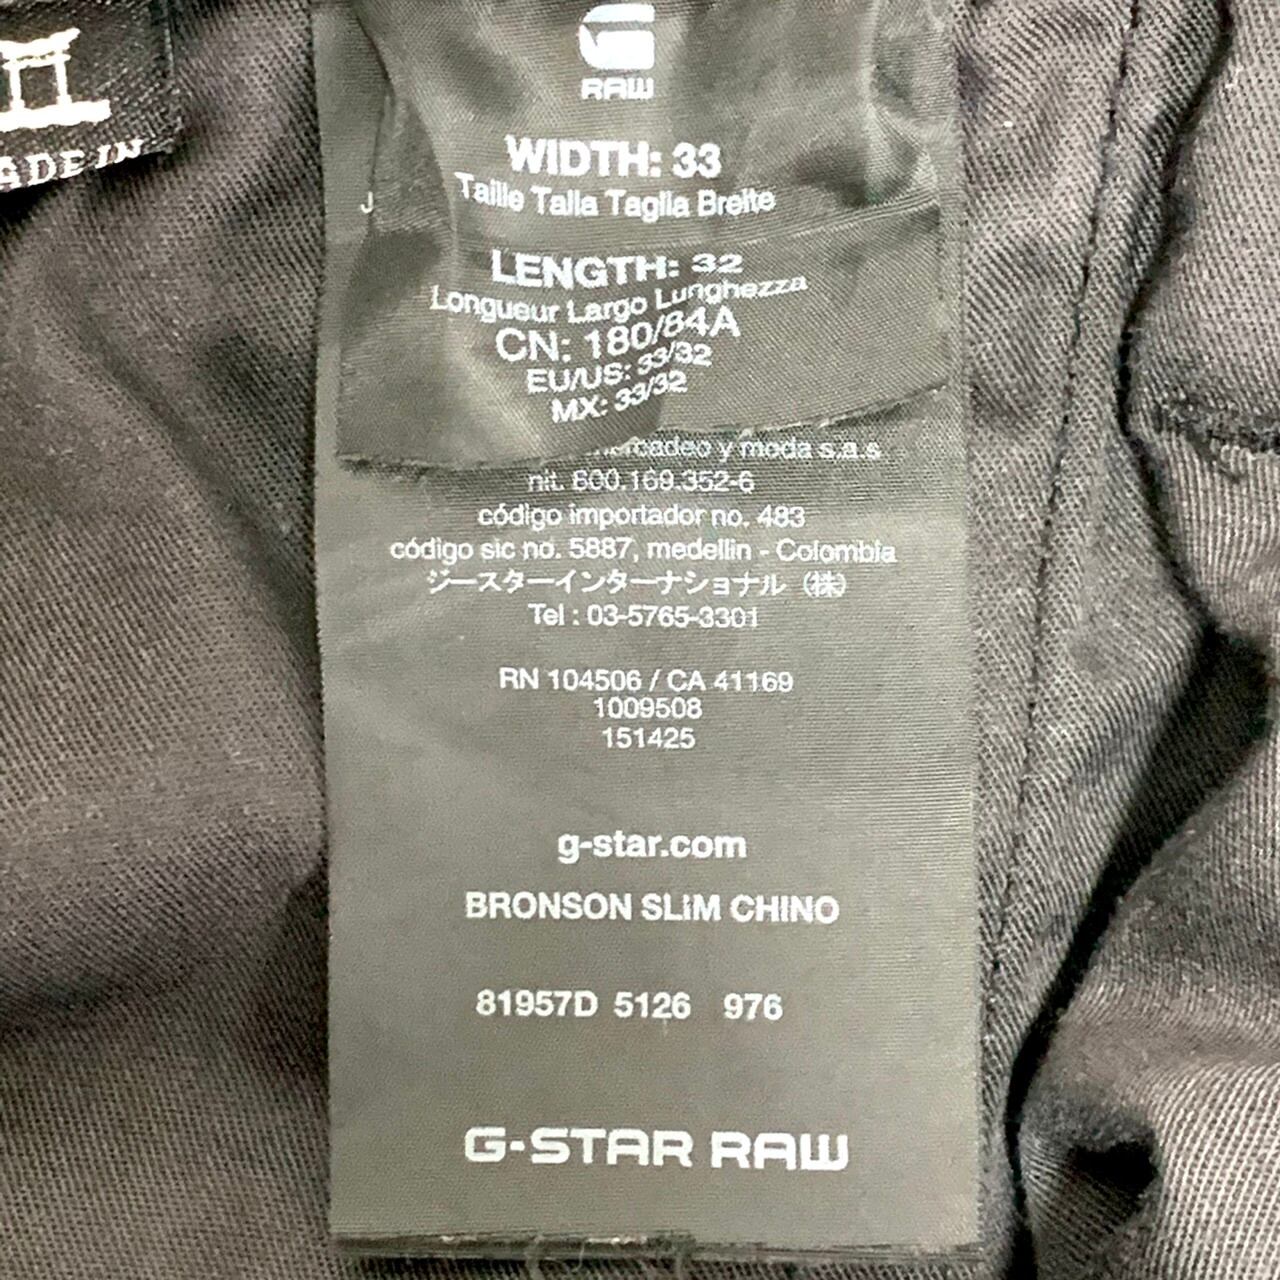 RAW
WIDTH: 33
Taille Talla Taglia Breite
J
LENGTH: 32
Longueur Largo Lunghezza
CN: 180/84A
EU/US: 33/32
MX: 33/32
y moda s.a.s
nit. 800.169.352-6
código importador no. 483
código sic no. 5887, medellin - Colombia
ジースターインターナショナル (株)
Tel : 03-5765-3301
RN 104506 / CA 41169
1009508
151425
g-star.com
BRONSON SLIM CHINO
81957D 5126 976
G-STAR RAW
ADE IN